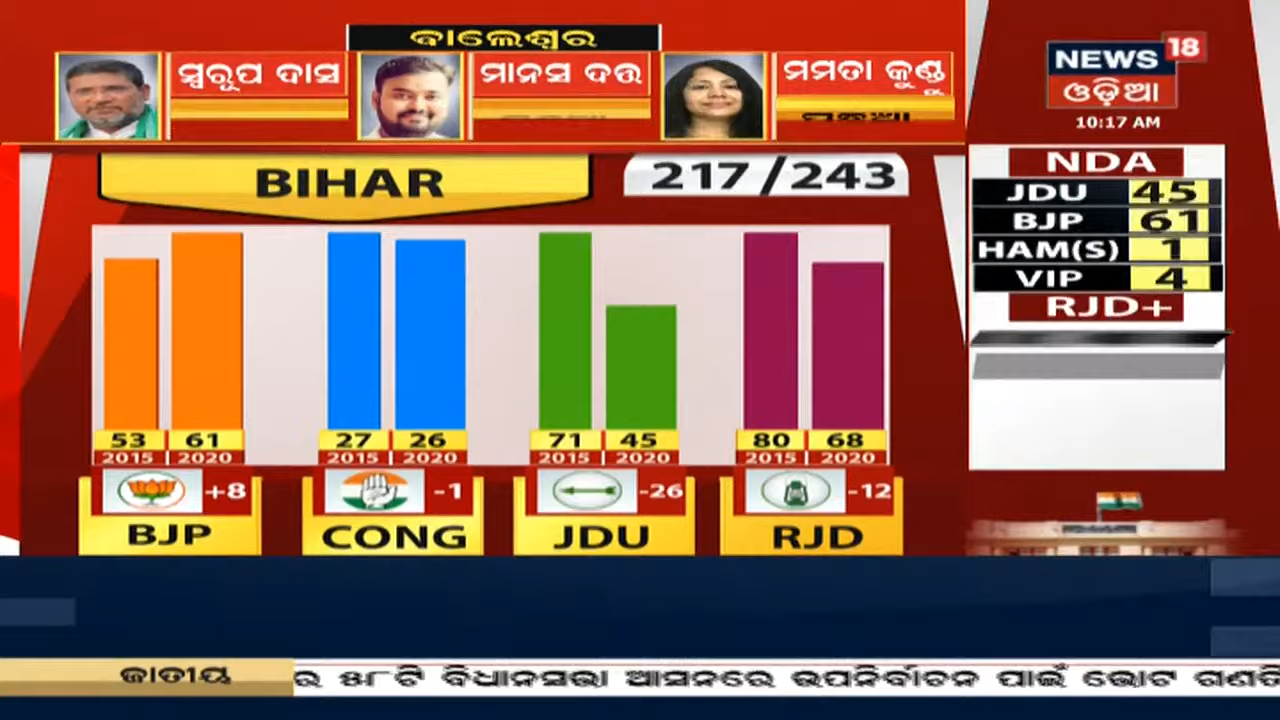 ବାଲେଶ୍ୱର
ସ୍ୱରୂପ ଦାସ
ମାନସ ଦତ୍ତ
ମମତା କୁଣ୍ଡୁ
NEWS 18
ଓଡ଼ିଆ
10:17 AM
BIHAR
217/243
NDA
JDU 45
BJP 61
HAM(S) 1
VIP 4
RJD+
53 61 27 26 71 45 80 68
2015 2020 2015 2020 2015 2020 2015 2020
+8 -1 -26 -12
BJP CONG JDU RJD
ଜାତୀୟ
ର ୫୮ଟି ବିଧାନସଭା ଆସନରେ ଉପନିର୍ବାଚନ ପାଇଁ ଭୋଟ